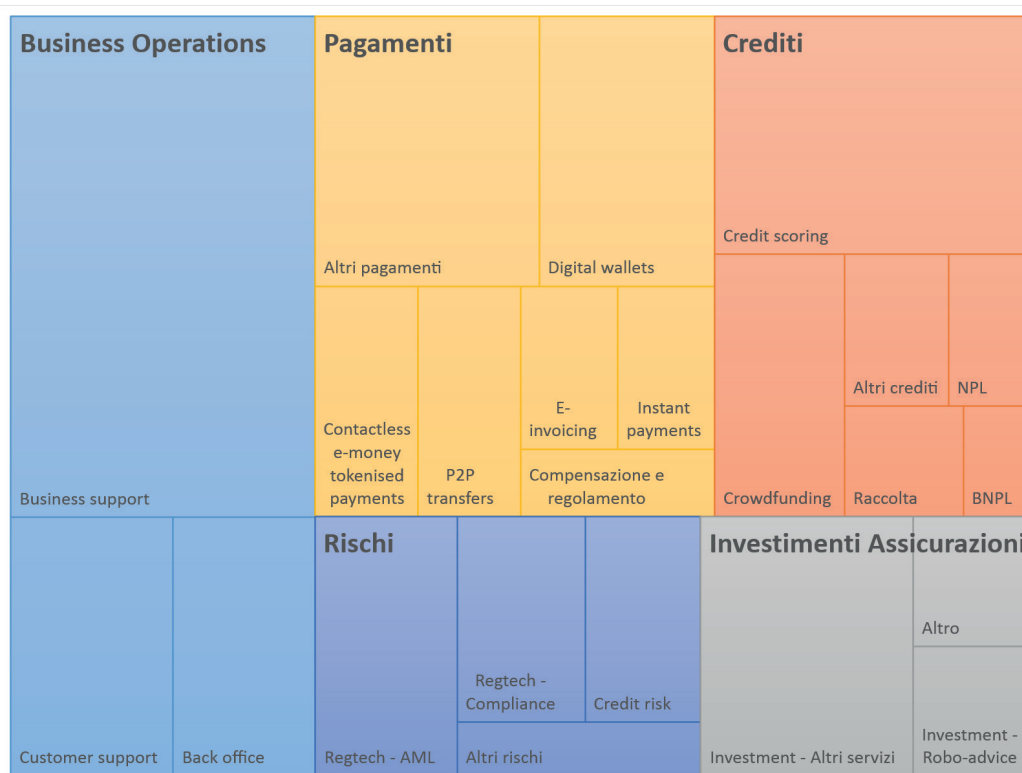 Business Operations
Business support
Customer support
Back office
Pagamenti
Altri pagamenti
Digital wallets
Contactless
e-money
tokenised
payments
P2P
transfers
E-
invoicing
Instant
payments
Compensazione e
regolamento
Crediti
Credit scoring
Crowdfunding
Altri crediti
NPL
Raccolta
BNPL
Rischi
Regtech - AML
Regtech -
Compliance
Credit risk
Altri rischi
Investimenti Assicurazioni
Investment - Altri servizi
Altro
Investment -
Robo-advice